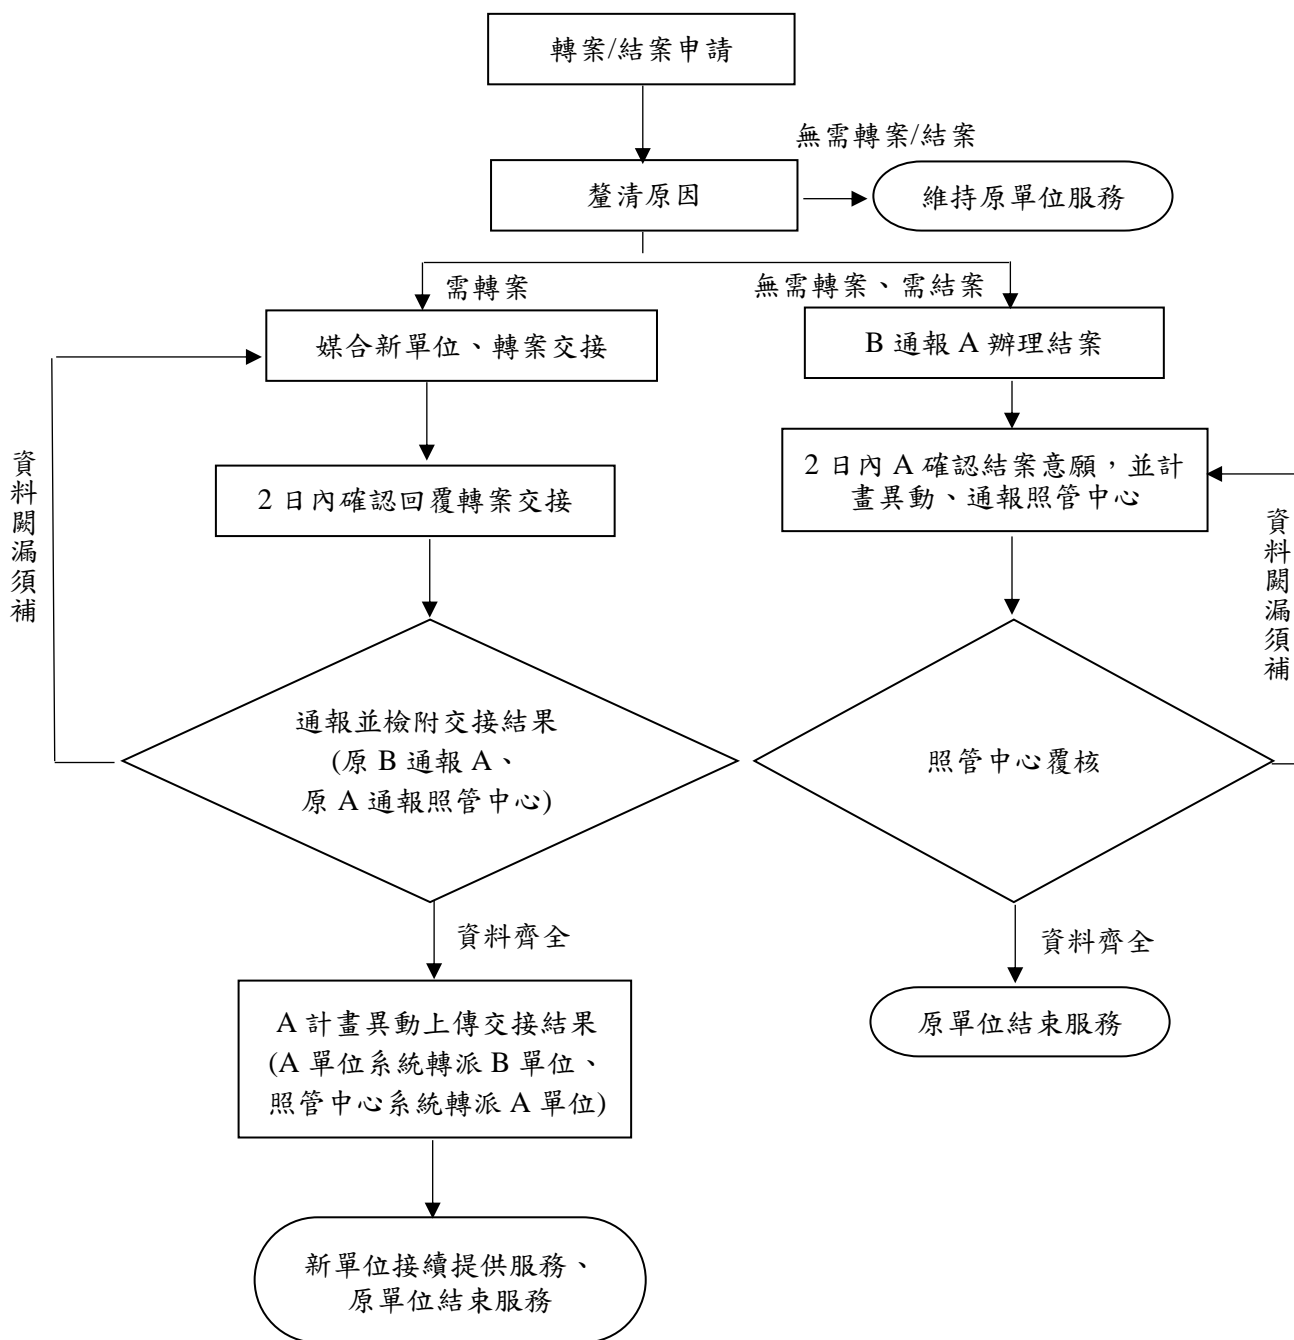 轉案/結案申請
無需轉案/結案
釐清原因
維持原單位服務
需轉案
無需轉案、需結案
媒合新單位、轉案交接
B 通報 A 辦理結案
資料闕漏須補
2 日內確認回覆轉案交接
2 日內 A 確認結案意願，並計
畫異動、通報照管中心
資料闕漏須補
通報並檢附交接結果
(原 B 通報 A、
原 A 通報照管中心)
照管中心覆核
資料齊全
資料齊全
A 計畫異動上傳交接結果
(A 單位系統轉派 B 單位、
照管中心系統轉派 A 單位)
原單位結束服務
新單位接續提供服務、
原單位結束服務